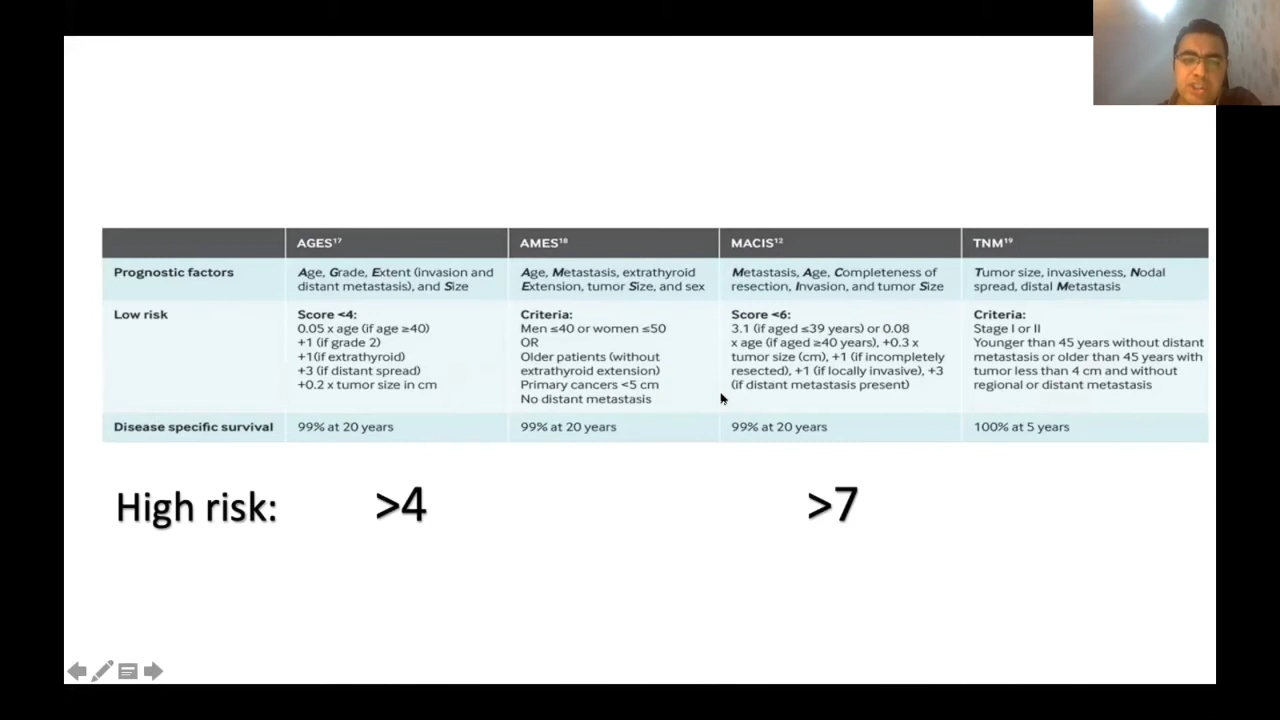 AGES17
AMES18
MACIS12
TNM19
Prognostic factors
Age, Grade, Extent (invasion and
distant metastasis), and Size
Age, Metastasis, extrathyroid
Extension, tumor Size, and sex
Metastasis, Age, Completeness of
resection, Invasion, and tumor Size
Tumor size, invasiveness, Nodal
spread, distal Metastasis
Low risk
Score <4:
0.05 x age (if age ≥40)
+1 (if grade 2)
+1(if extrathyroid)
+3 (if distant spread)
+0.2 x tumor size in cm
Criteria:
Men ≤40 or women ≤50
OR
Older patients (without
extrathyroid extension)
Primary cancers <5 cm
No distant metastasis
Score <6:
3.1 (if aged ≤39 years) or 0.08
x age (if aged ≥40 years), +0.3 x
tumor size (cm), +1 (if incompletely
resected), +1 (if locally invasive), +3
(if distant metastasis present)
Criteria:
Stage I or II
Younger than 45 years without distant
metastasis or older than 45 years with
tumor less than 4 cm and without
regional or distant metastasis
Disease specific survival
99% at 20 years
99% at 20 years
99% at 20 years
100% at 5 years
High risk:
>4
>7